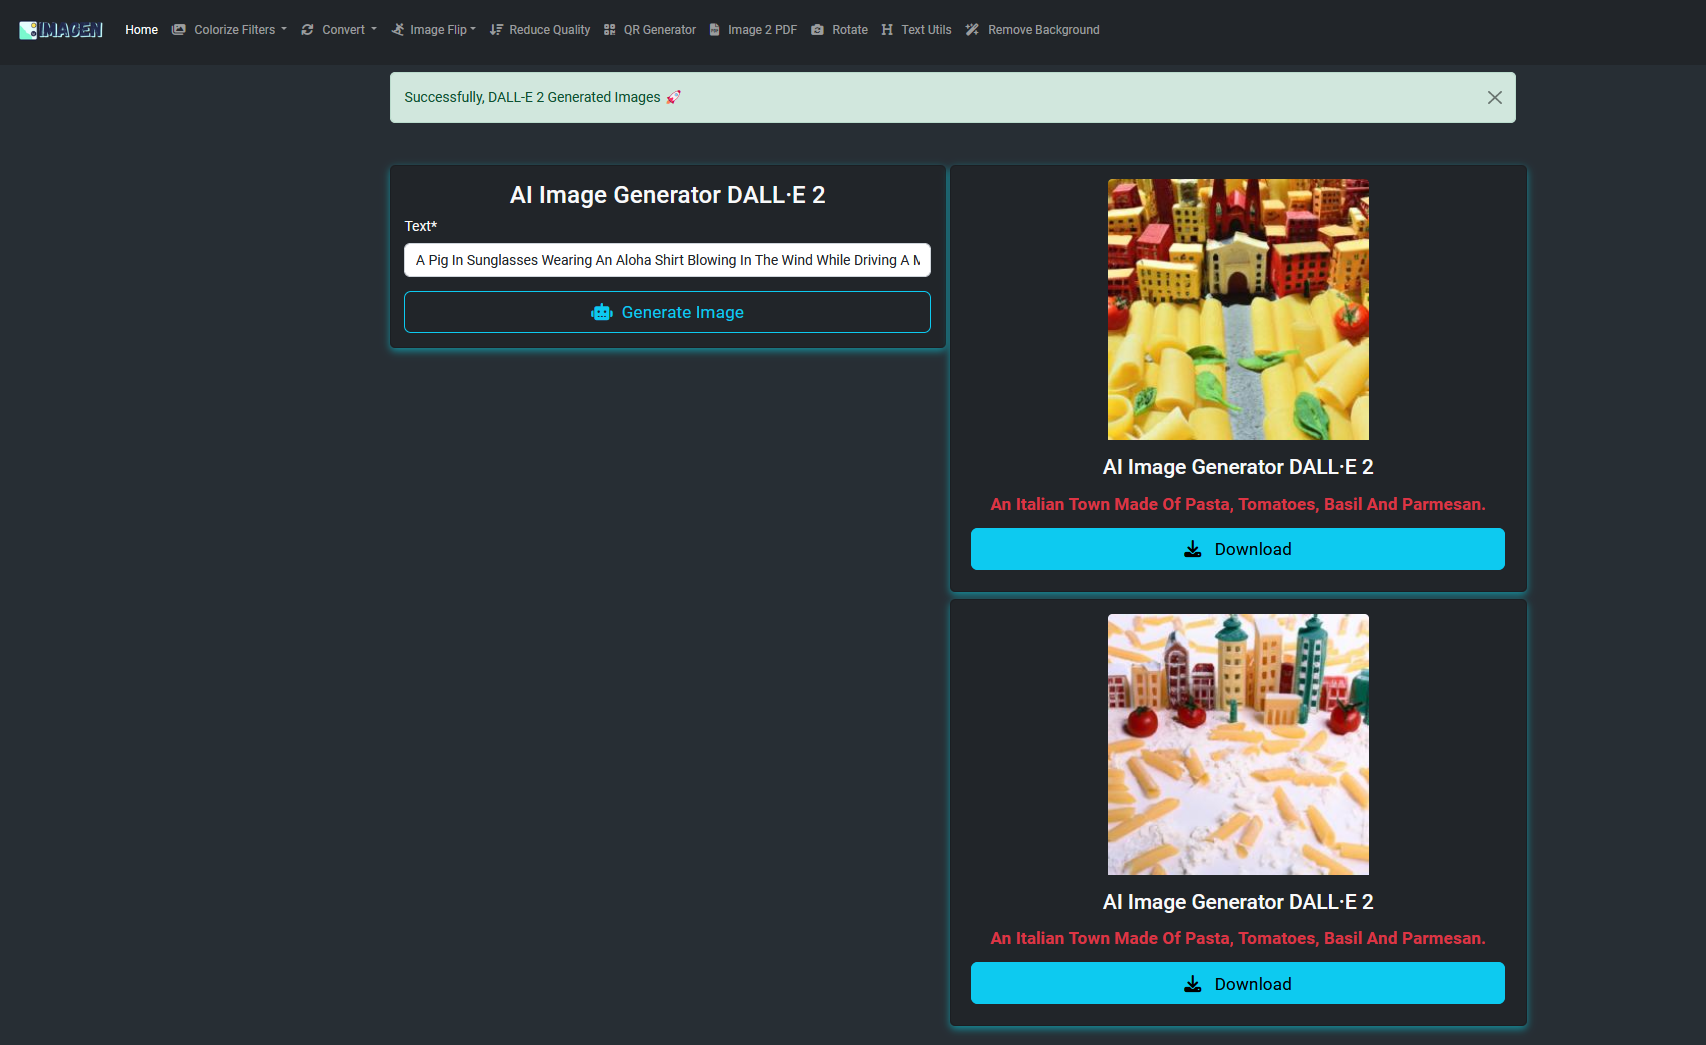 IMAGEN
Home Colorize Filters Convert Image Flip Reduce Quality QR Generator Image 2 PDF Rotate Text Utils Remove Background
Successfully, DALL-E 2 Generated Images 🚀
AI Image Generator DALL·E 2
Text*
A Pig In Sunglasses Wearing An Aloha Shirt Blowing In The Wind While Driving A
Generate Image
AI Image Generator DALL·E 2
An Italian Town Made Of Pasta, Tomatoes, Basil And Parmesan.
Download
AI Image Generator DALL·E 2
An Italian Town Made Of Pasta, Tomatoes, Basil And Parmesan.
Download